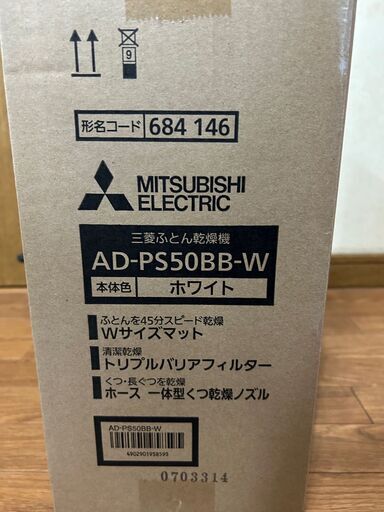 9
形名コード 684 146
MITSUBISHI
ELECTRIC
三菱ふとん乾燥機
AD-PS50BB-W
本体色 ホワイト
ふとんを45分スピード乾燥
Wサイズマット
清潔乾燥
トリプルバリアフィルター
くつ・長ぐつを乾燥
ホース 一体型くつ乾燥ノズル
AD-PS50BB-W
4902901958595
0703314